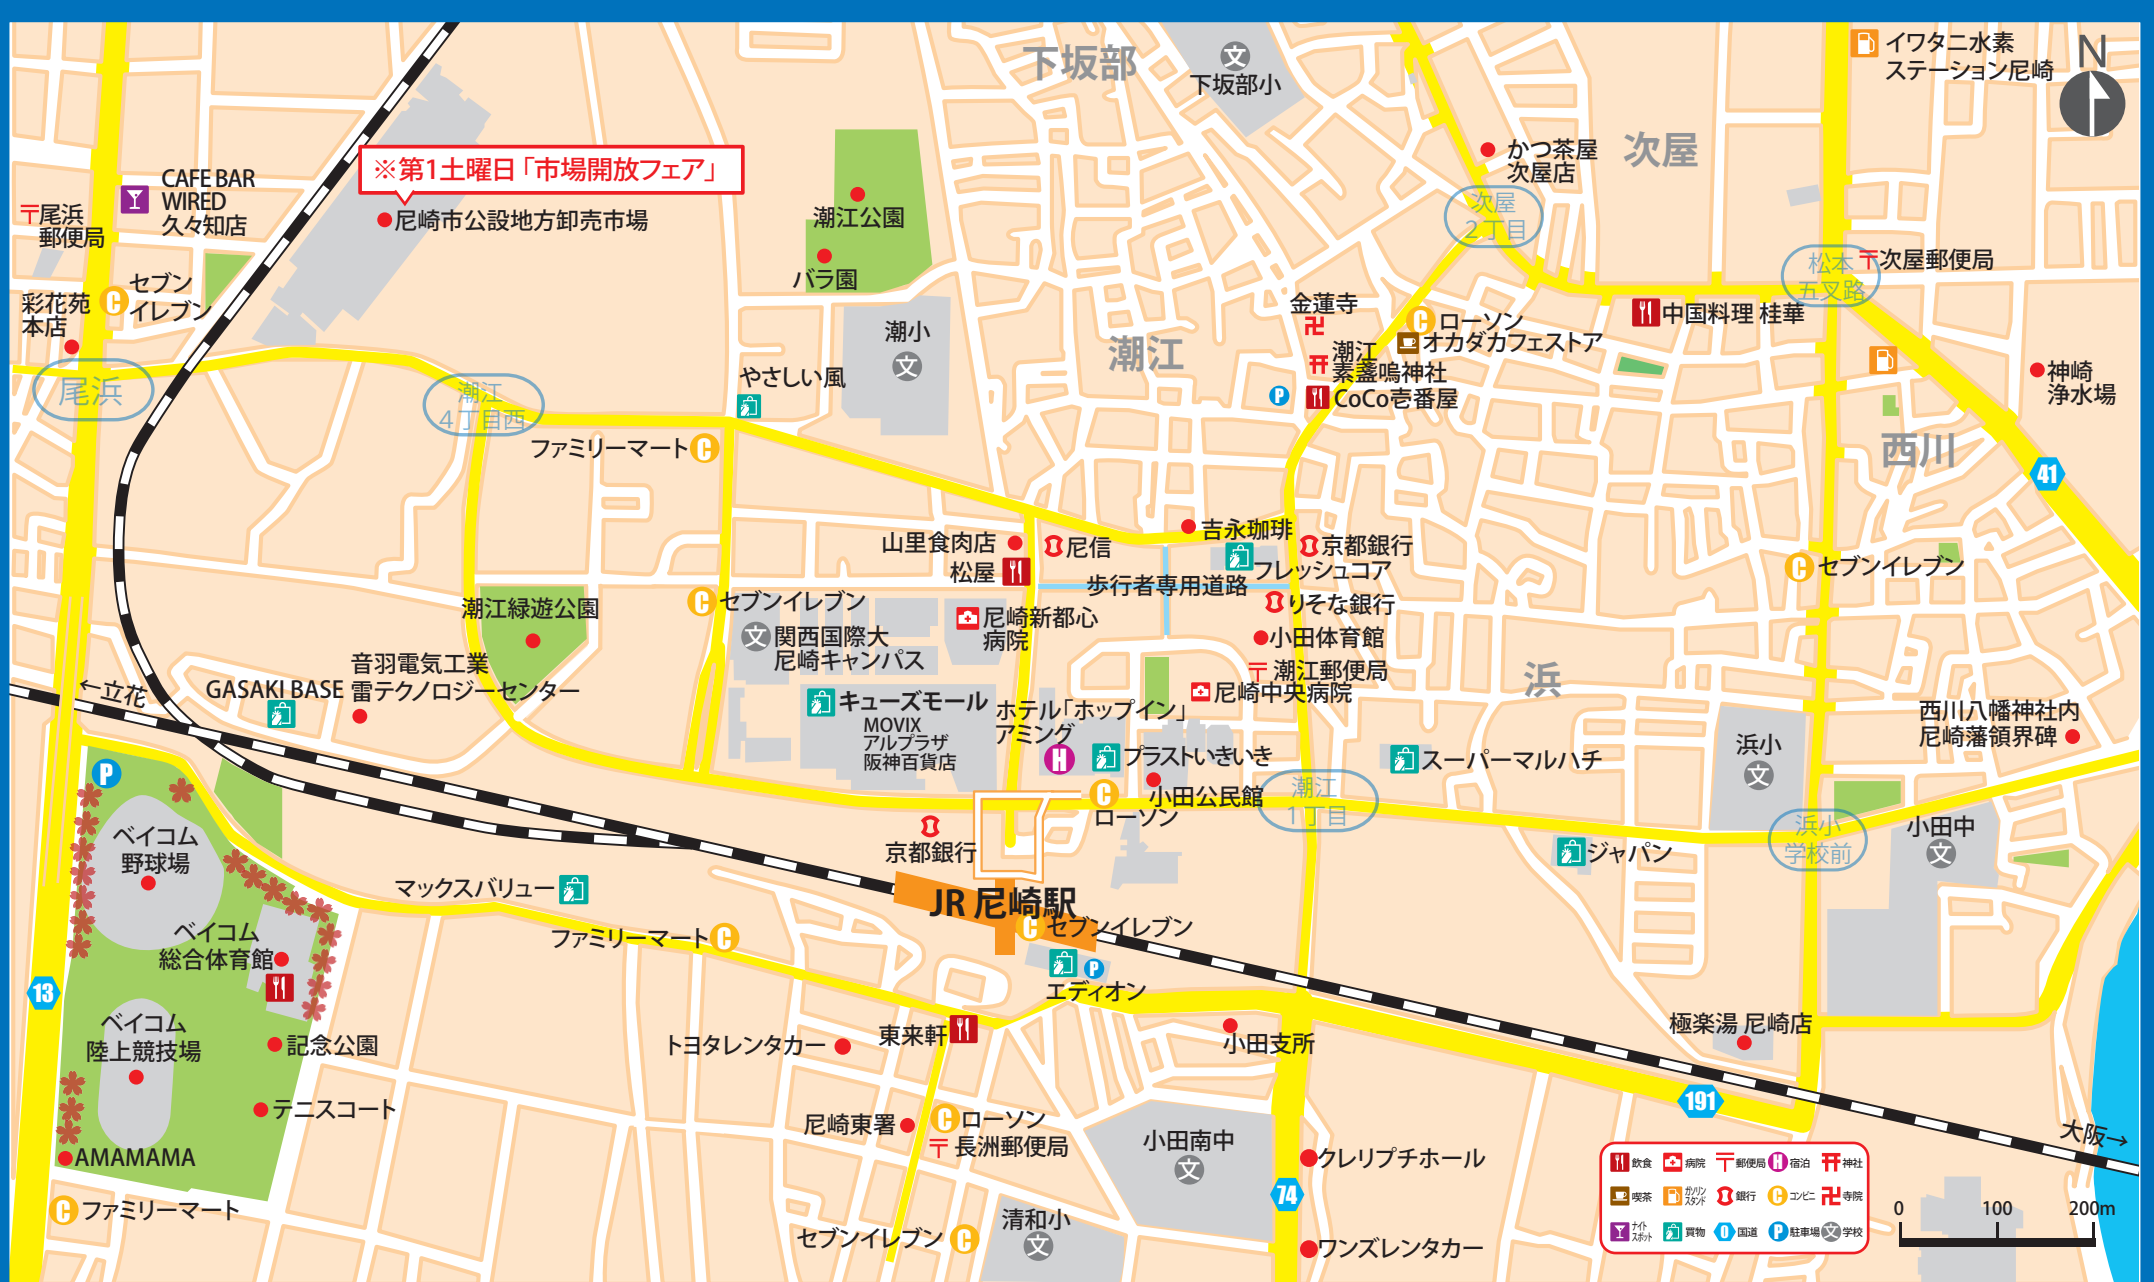 下坂部
下坂部小
イワタニ水素
ステーション尼崎
N
※第1土曜日「市場開放フェア」
尼崎市公設地方卸売市場
CAFE BAR
WIRED
久々知店
尾浜
郵便局
セブン
イレブン
彩花苑
本店
尾浜
潮江公園
バラ園
潮小
潮江
やさしい風
潮江
4丁目西
ファミリーマート
かつ茶屋
次屋店
次屋
次屋
2丁目
松本
五叉路
次屋郵便局
金蓮寺
ローソン
オカダカフェストア
潮江
素盞嗚神社
CoCo壱番屋
中国料理 桂華
神崎
浄水場
西川
41
山里食肉店
松屋
尼信
吉永珈琲
京都銀行
フレッシュコア
歩行者専用道路
りそな銀行
小田体育館
潮江郵便局
尼崎中央病院
セブンイレブン
潮江緑遊公園
セブンイレブン
関西国際大
尼崎キャンパス
尼崎新都心
病院
音羽電気工業
雷テクノロジーセンター
GASAKI BASE
←立花
キューズモール
MOVIX
アルプラザ
阪神百貨店
ホテル「ホップイン」
アミング
プラストいきいき
小田公民館
ローソン
潮江
1丁目
浜
スーパーマルハチ
浜小
西川八幡神社内
尼崎藩領界碑
浜小
学校前
小田中
ジャパン
京都銀行
JR 尼崎駅
セブンイレブン
エディオン
P
P
P
ベイコム
野球場
ベイコム
総合体育館
ベイコム
陸上競技場
記念公園
テニスコート
AMAMAMA
ファミリーマート
13
マックスバリュー
ファミリーマート
トヨタレンタカー
東来軒
小田支所
極楽湯 尼崎店
191
大阪→
尼崎東署
ローソン
長洲郵便局
小田南中
クレリプチホール
74
ワンズレンタカー
清和小
セブンイレブン
飲食
病院
郵便局
宿泊
神社
喫茶
ガソリン
スタンド
銀行
コンビニ
寺院
ナイト
スポット
買物
国道
駐車場
学校
0 100 200m